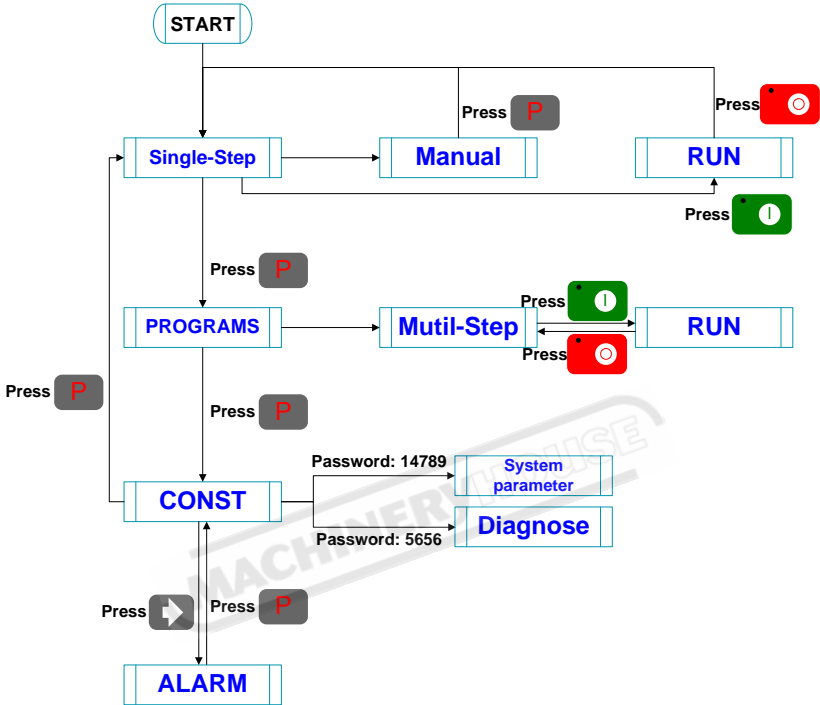 START
Press P
Press
Single-Step
Manual
RUN
Press I
Press P
Press I
PROGRAMS
Mutil-Step
RUN
Press
Press P
Press P
Password: 14789
System
parameter
CONST
Diagnose
Password: 5656
MACHINERYHOUSE
Press
Press P
ALARM